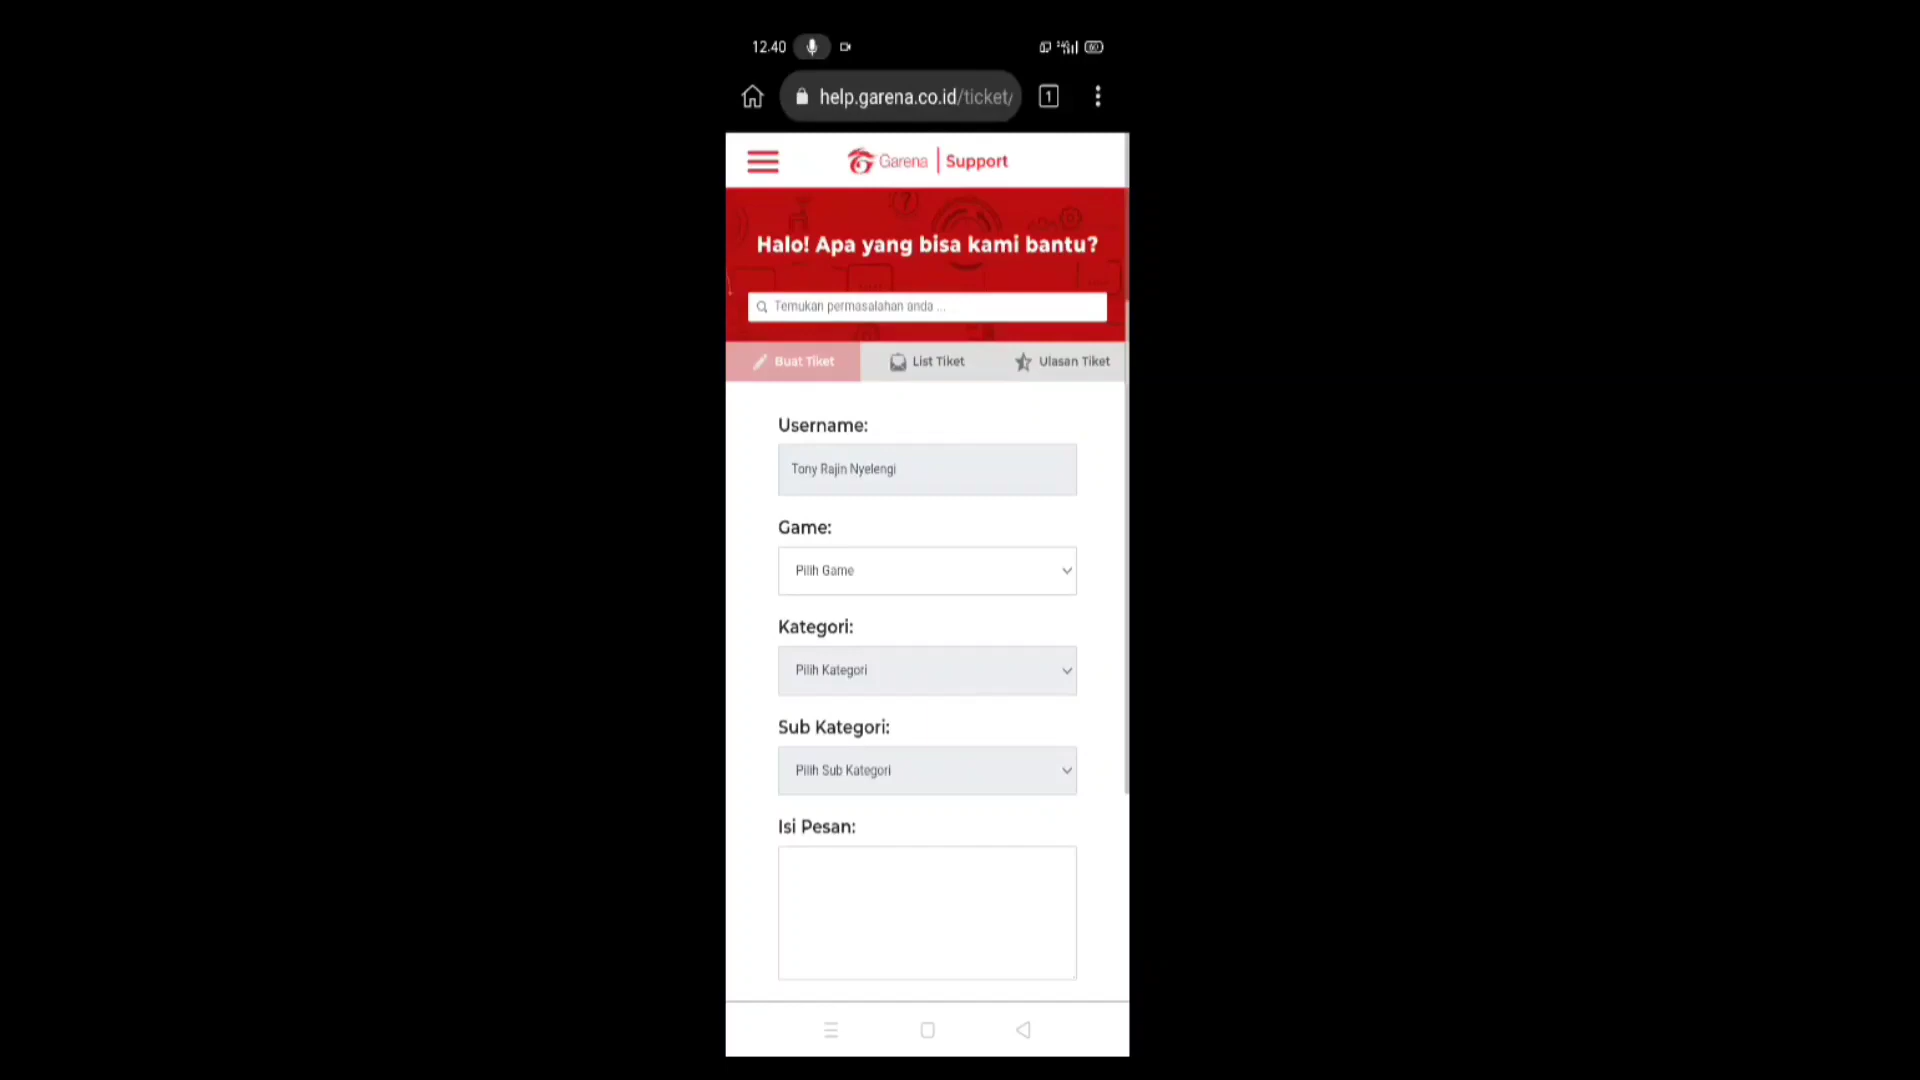 12.40
help.garena.co.id/ticket/
1
Garena | Support
Halo! Apa yang bisa kami bantu?
Temukan permasalahan anda ...
Buat Tiket
List Tiket
Ulasan Tiket
Username:
Tony Rajin Nyelengi
Game:
Pilih Game
Kategori:
Pilih Kategori
Sub Kategori:
Pilih Sub Kategori
Isi Pesan: